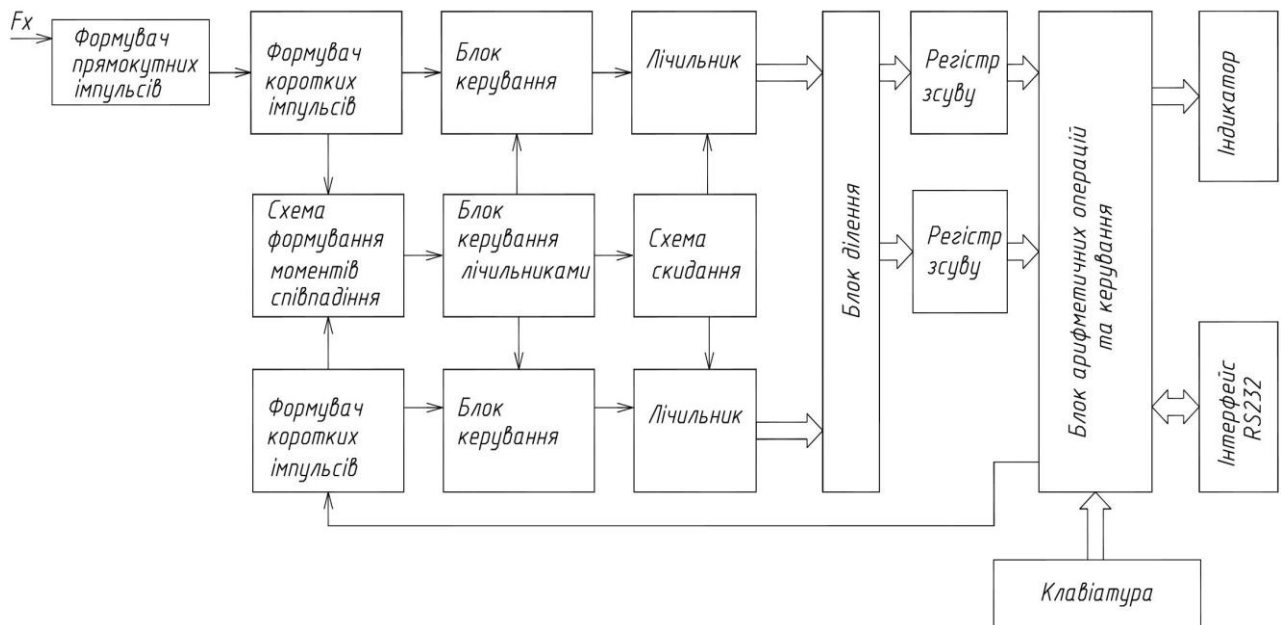 Fx
Формувач
прямокутних
імпульсів
Формувач
коротких
імпульсів
Блок
керування
Лічильник
Регістр
зсуву
Індикатор
Схема
формування
моментів
співпадіння
Блок
керування
лічильниками
Схема
скидання
Блок ділення
Регістр
зсуву
Блок арифметичних операцій
та керування
Формувач
коротких
імпульсів
Блок
керування
Лічильник
Інтерфейс
RS232
Клавіатура